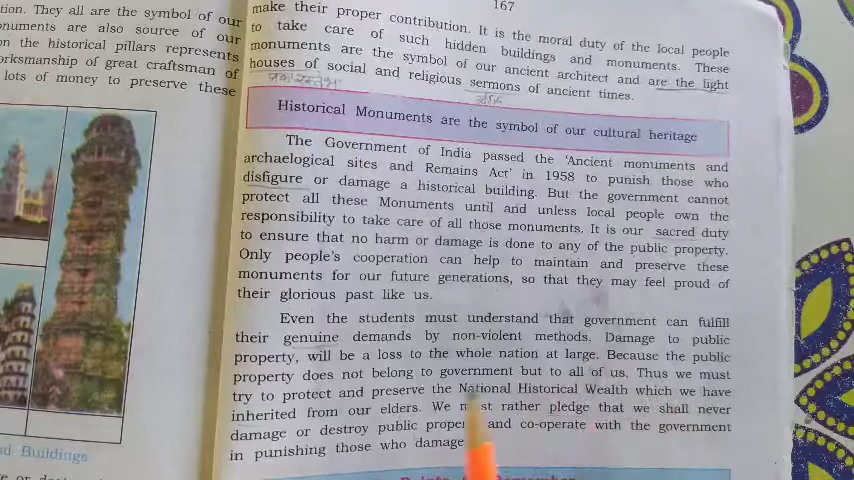 tion. They all are the symbol of our
onuments are also source of our
on the historical pillars represents
orksmanship of great craftsman of
lots of money to preserve these
al Buildings
167
make their proper contribution. It is the moral duty of the local people
to take care of such hidden buildings and monuments. These
monuments are the symbol of our ancient architect and are the light
houses of social and religious sermons of ancient times.
Historical Monuments are the symbol of our cultural heritage
The Government of India passed the 'Ancient monuments and
archaelogical sites and Remains Act' in 1958 to punish those who
disfigure or damage a historical building. But the government cannot
protect all these Monuments until and unless local people own the
responsibility to take care of all those monuments. It is our sacred duty
to ensure that no harm or damage is done to any of the public property.
Only people's cooperation can help to maintain and preserve these
monuments for our future generations, so that they may feel proud of
their glorious past like us.
Even the students must understand that government can fulfill
their genuine demands by non-violent methods. Damage to public
property, will be a loss to the whole nation at large. Because the public
property does not belong to government but to all of us. Thus we must
try to protect and preserve the National Historical Wealth which we have
inherited from our elders. We must rather pledge that we shall never
damage or destroy public proper and co-operate with the government
in punishing those who damage